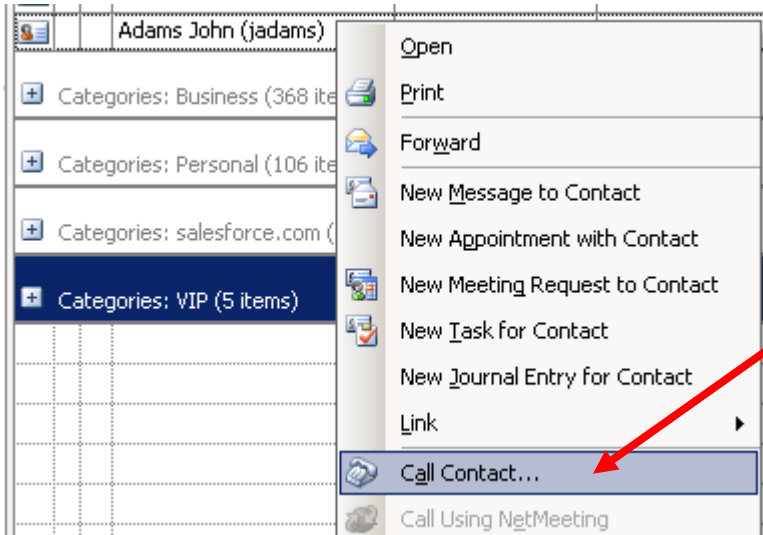 Adams John (jadams)
Categories: Business (368 ite
Categories: Personal (106 ite
Categories: salesforce.com (
Categories: VIP (5 items)
Open
Print
Forward
New Message to Contact
New Appointment with Contact
New Meeting Request to Contact
New Task for Contact
New Journal Entry for Contact
Link
Call Contact...
Call Using NetMeeting